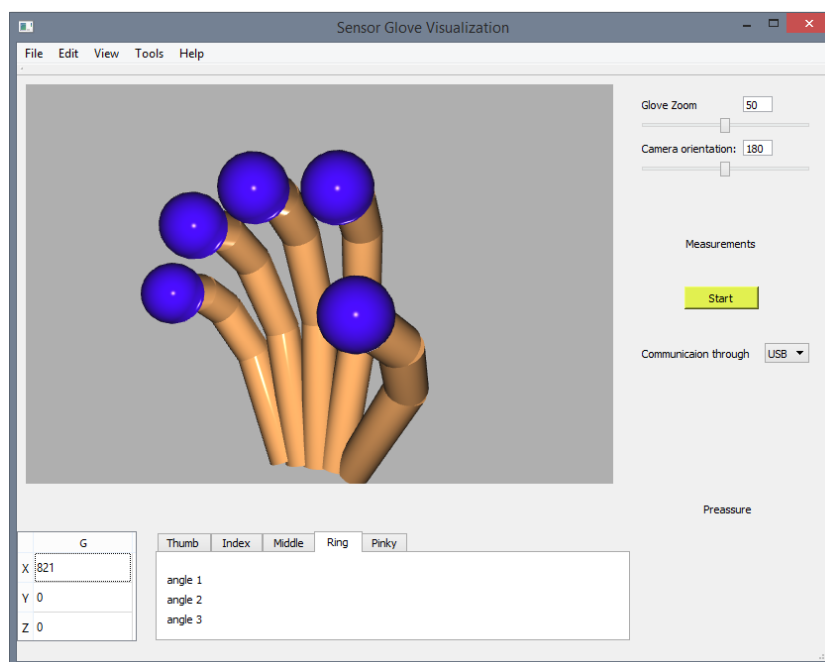 Sensor Glove Visualization
File Edit View Tools Help
Glove Zoom 50
Camera orientation: 180
Measurements
Start
Communicaion through USB
Preassure
G
X 821
Y 0
Z 0
Thumb Index Middle Ring Pinky
angle 1
angle 2
angle 3